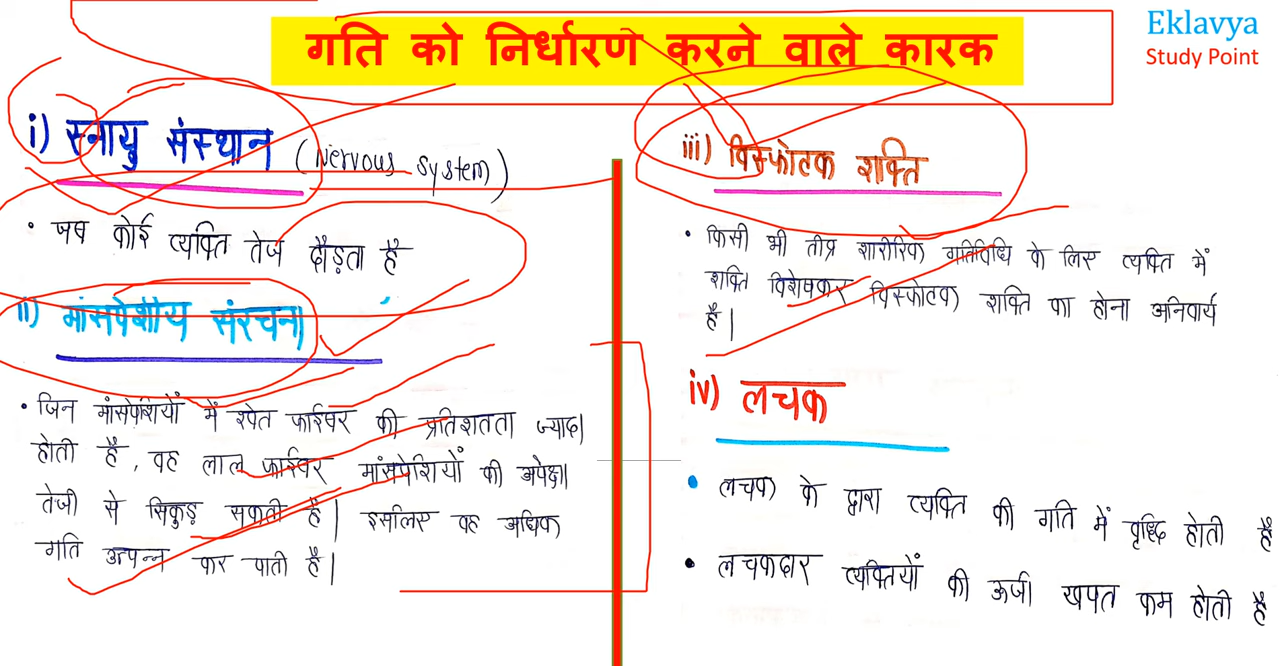 गति को निर्धारण करने वाले कारक
Eklavya
Study Point
i) स्नायु संस्थान (Nervous system)
• जब कोई व्यक्ति तेज दौड़ता है
ii) मांसपेशीय संरचना
• जिन मांसपेशियों में श्वेत फाईबर की प्रतिशतता ज्यादा
होती है, वह लाल फाईबर मांसपेशियों की अपेक्षा
तेजी से सिकुड़ सकती है। इसलिए वह अधिक
गति उत्पन्न कर पाती है।
iii) विस्फोटक शक्ति
• किसी भी तीव्र शारीरिक गतिविधि के लिए व्यक्ति में
शक्ति विशेषकर विस्फोटक शक्ति का होना अनिवार्य
है।
iv) लचक
• लचक के द्वारा व्यक्ति की गति में वृद्धि होती है
• लचकदार व्यक्तियों की ऊर्जा खपत कम होती है